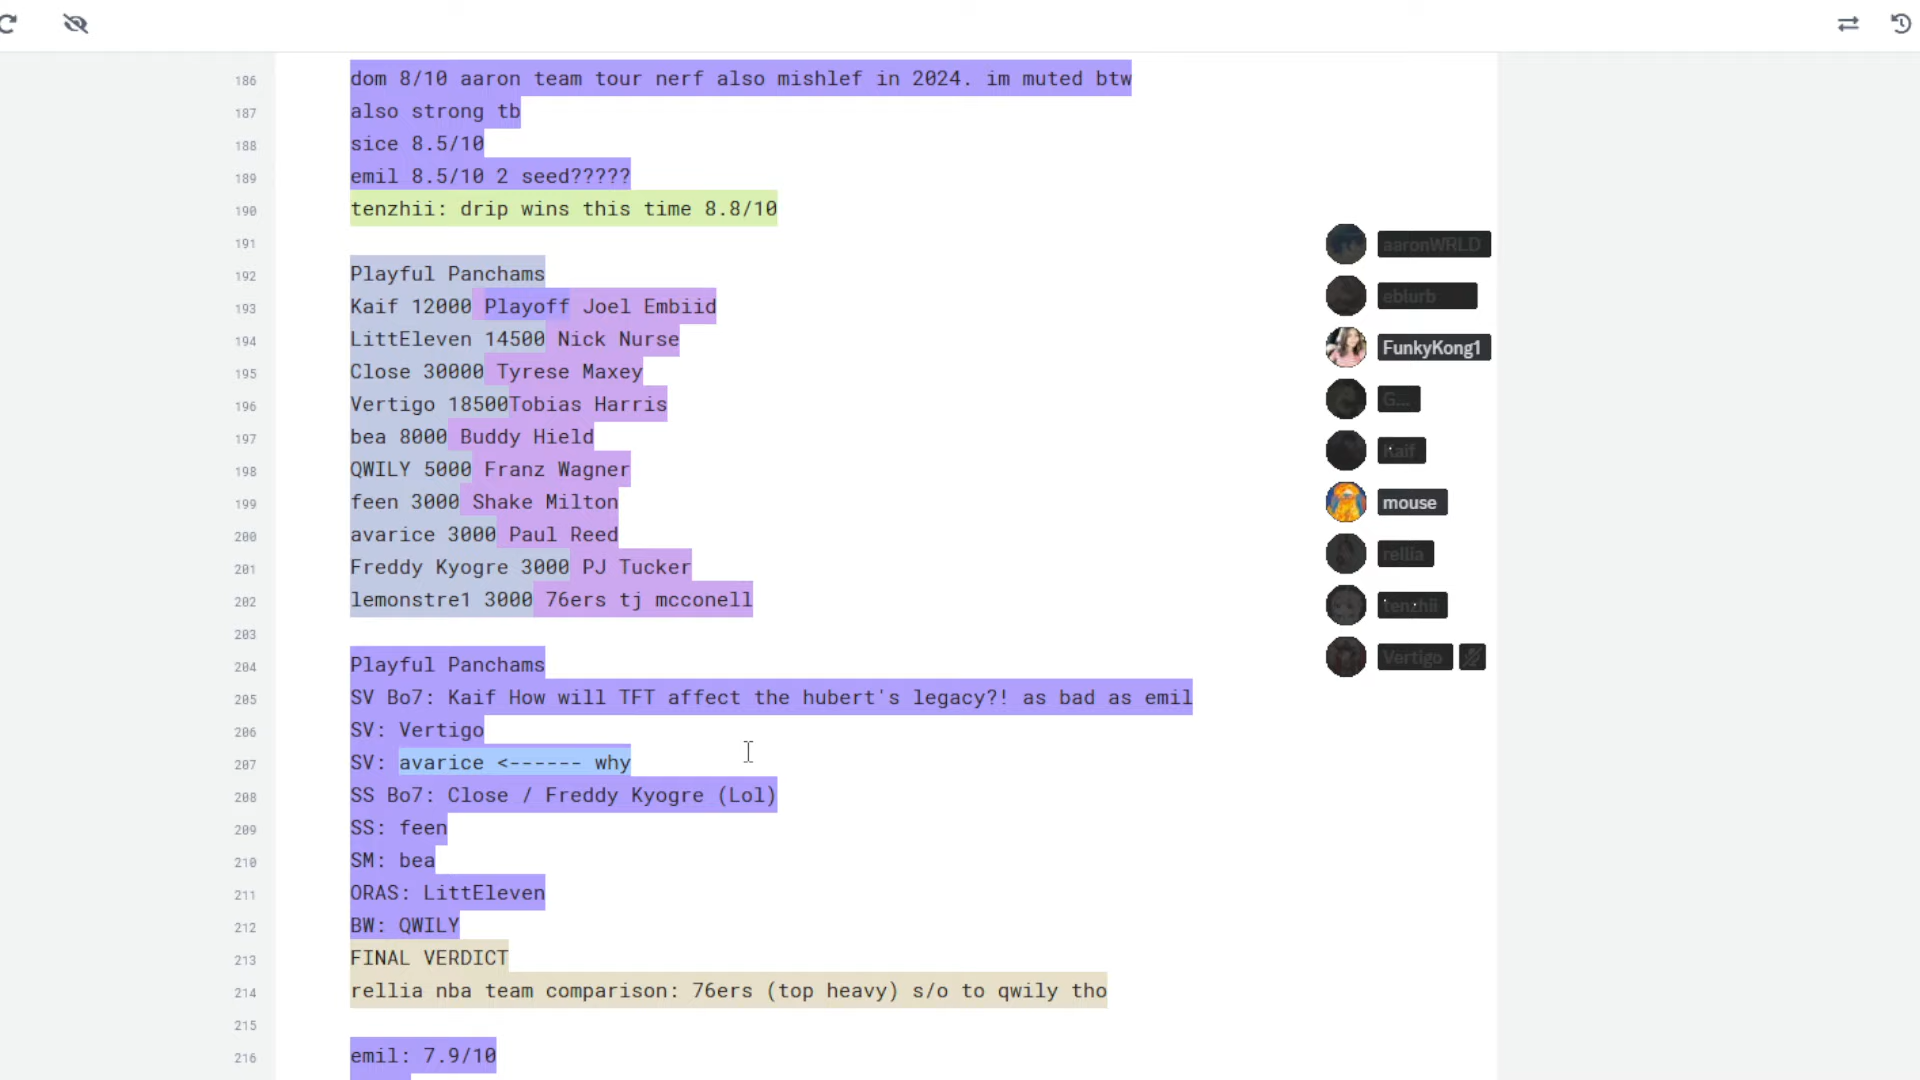 186 dom 8/10 aaron team tour nerf also mishlef in 2024. im muted btw
187 also strong tb
188 sice 8.5/10
189 emil 8.5/10 2 seed?????
190 tenzhii: drip wins this time 8.8/10
191
192 Playful Panchams
193 Kaif 12000 Playoff Joel Embiid
194 LittEleven 14500 Nick Nurse
195 Close 30000 Tyrese Maxey
196 Vertigo 18500Tobias Harris
197 bea 8000 Buddy Hield
198 QWILY 5000 Franz Wagner
199 feen 3000 Shake Milton
200 avarice 3000 Paul Reed
201 Freddy Kyogre 3000 PJ Tucker
202 lemonstre1 3000 76ers tj mcconell
203
204 Playful Panchams
205 SV Bo7: Kaif How will TFT affect the hubert's legacy?! as bad as emil
206 SV: Vertigo
207 SV: avarice <------ why
208 SS Bo7: Close / Freddy Kyogre (Lol)
209 SS: feen
210 SM: bea
211 ORAS: LittEleven
212 BW: QWILY
213 FINAL VERDICT
214 rellia nba team comparison: 76ers (top heavy) s/o to qwily tho
215
216 emil: 7.9/10
aaronWRLD
eblurb
FunkyKong1
G...
Kaif
mouse
rellia
tenzhii
Vertigo